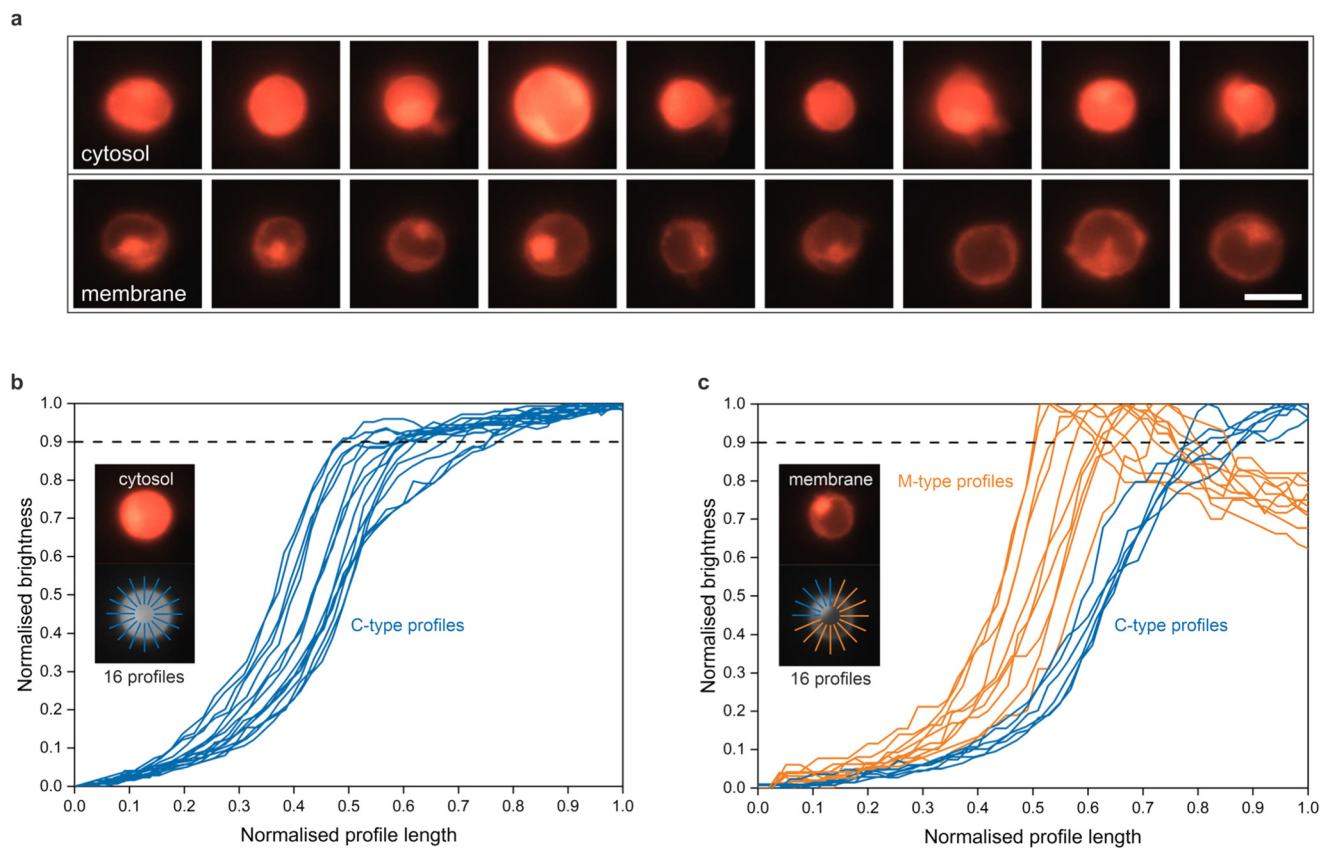 a
cytosol
membrane
b
Normalised brightness
1.0
0.9
0.8
0.7
0.6
0.5
0.4
0.3
0.2
0.1
0.0
cytosol
16 profiles
C-type profiles
0.0 0.1 0.2 0.3 0.4 0.5 0.6 0.7 0.8 0.9 1.0
Normalised profile length
c
Normalised brightness
1.0
0.9
0.8
0.7
0.6
0.5
0.4
0.3
0.2
0.1
0.0
M-type profiles
membrane
16 profiles
C-type profiles
0.0 0.1 0.2 0.3 0.4 0.5 0.6 0.7 0.8 0.9 1.0
Normalised profile length